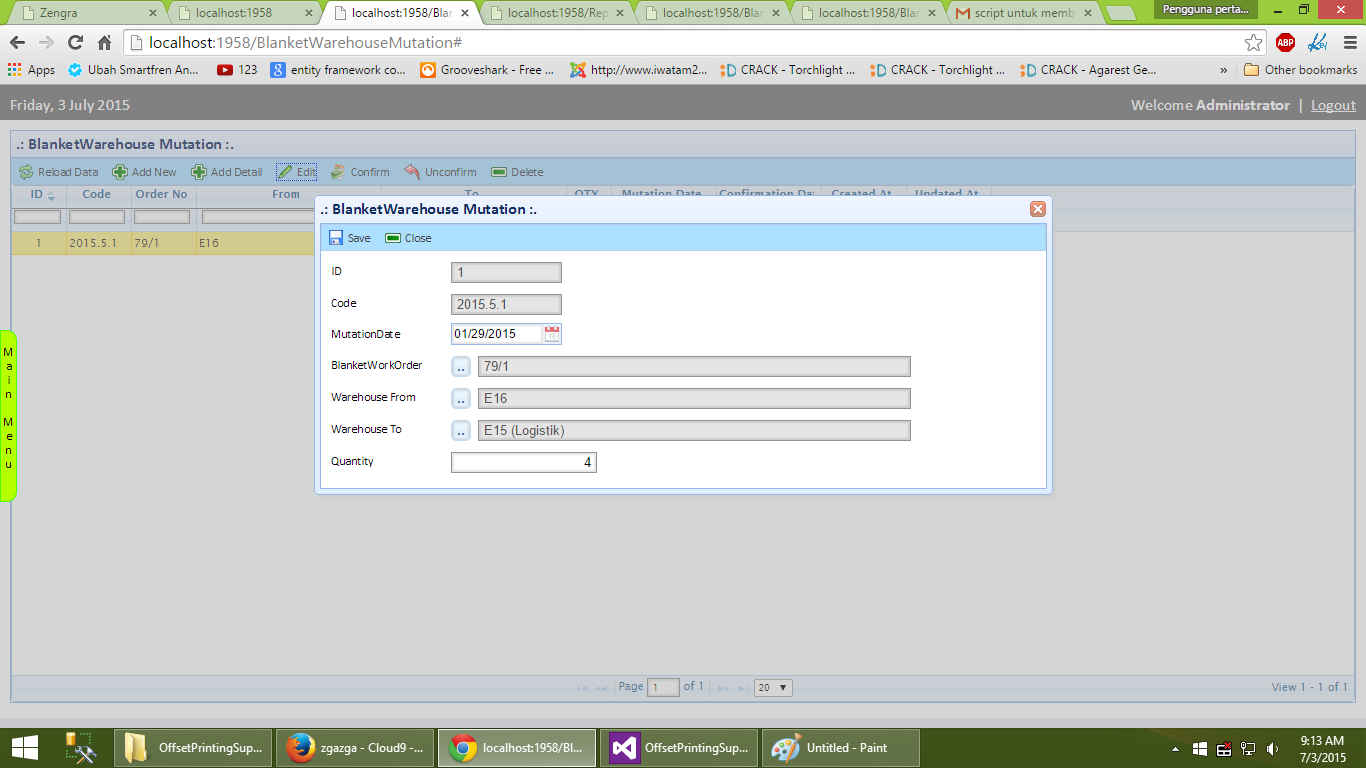 Zengra
localhost:1958
localhost:1958/Blar
localhost:1958/Rep
localhost:1958/Blar
localhost:1958/Blar
script untuk memb
Pengguna perta...
localhost:1958/BlanketWarehouseMutation#
ABP
Apps
Ubah Smartfren An...
123
entity framework co...
Grooveshark - Free ...
http://www.iwatam2...
CRACK - Torchlight ...
CRACK - Torchlight ...
CRACK - Agarest Ge...
»
Other bookmarks
Friday, 3 July 2015
Welcome Administrator | Logout
.: BlanketWarehouse Mutation :.
Reload Data
Add New
Add Detail
Edit
Confirm
Unconfirm
Delete
ID
Code
Order No
From
To
QTY
Mutation Date
Confirmation Da
Created At
Updated At
1
2015.5.1
79/1
E16
.: BlanketWarehouse Mutation :.
Save
Close
ID
1
Code
2015.5.1
MutationDate
01/29/2015
BlanketWorkOrder
..
79/1
Warehouse From
..
E16
Warehouse To
..
E15 (Logistik)
Quantity
4
Main Menu
Page 1 of 1
20
View 1 - 1 of 1
OffsetPrintingSup...
zgazga - Cloud9 - ...
localhost:1958/Bl...
OffsetPrintingSup...
Untitled - Paint
9:13 AM
7/3/2015